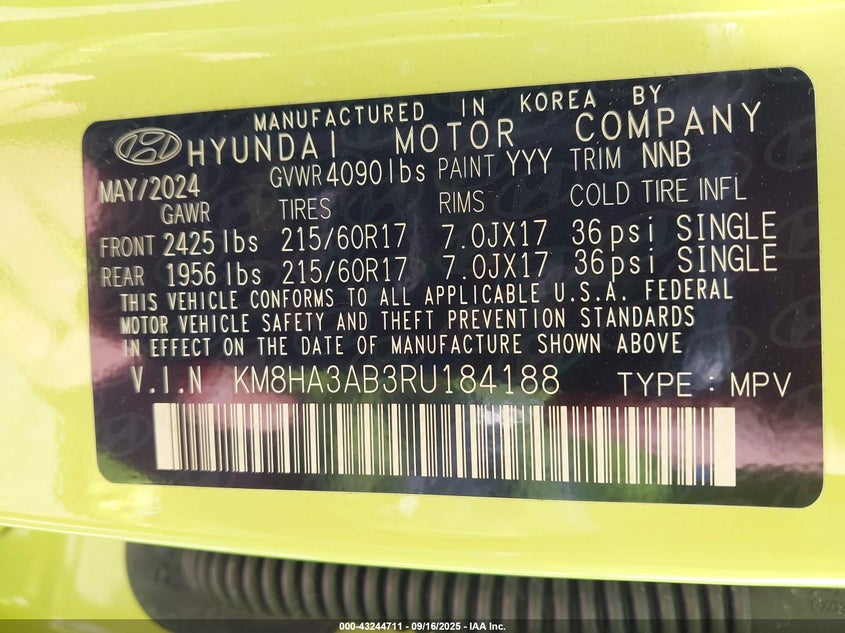 MANUFACTURED IN KOREA BY
HYUNDAI MOTOR COMPANY
MAY/2024 GVWR 4090 lbs PAINT YYY TRIM NNB
GAWR TIRES RIMS COLD TIRE INFL
FRONT 2425 lbs 215/60R17 7.0JX17 36 psi SINGLE
REAR 1956 lbs 215/60R17 7.0JX17 36 psi SINGLE
THIS VEHICLE CONFORMS TO ALL APPLICABLE U.S.A. FEDERAL
MOTOR VEHICLE SAFETY AND THEFT PREVENTION STANDARDS
IN EFFECT ON THE DATE OF MANUFACTURE SHOWN ABOVE
V.I.N KM8HA3AB3RU184188 TYPE : MPV
000-43244711 - 09/16/2025 - IAA Inc.